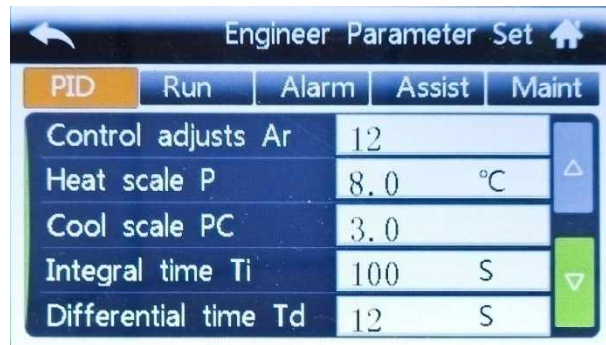 Engineer Parameter Set
PID Run Alarm Assist Maint
Control adjusts Ar 12
Heat scale P 8.0 ℃
Cool scale PC 3.0
Integral time Ti 100 S
Differential time Td 12 S